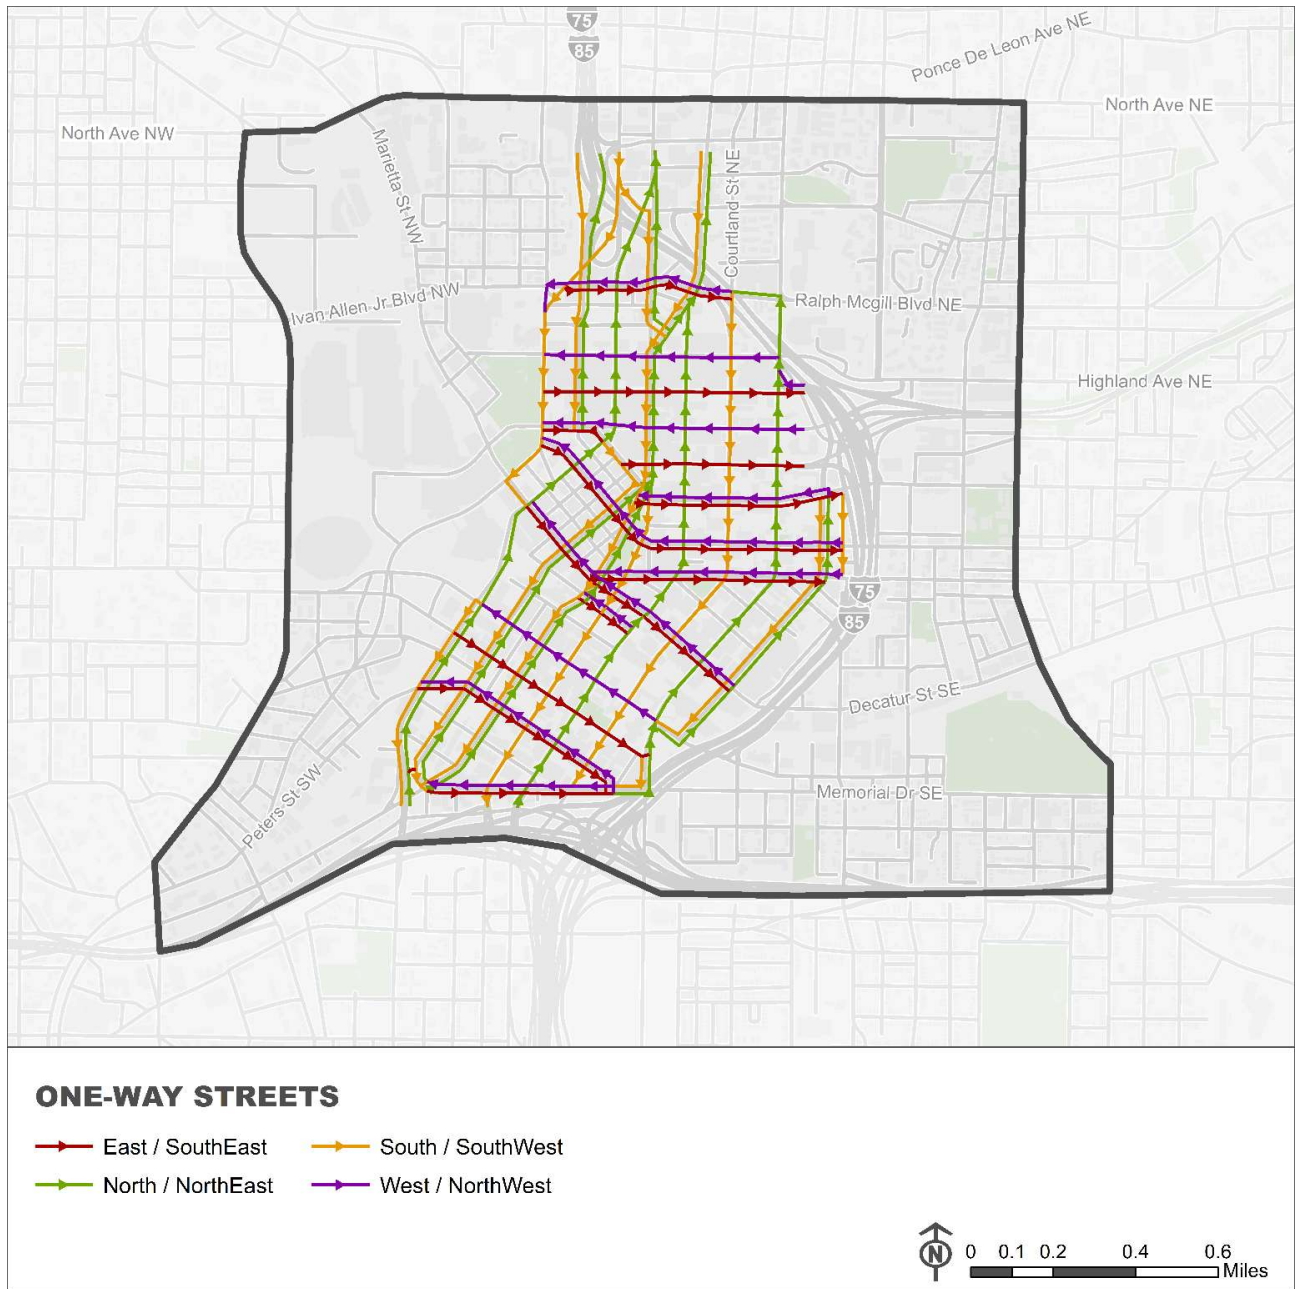 75
85
Ponce De Leon Ave NE
North Ave NW
North Ave NE
Marietta St NW
Courtland St NE
Ivan Allen Jr Blvd NW
Ralph Mcgill Blvd NE
Highland Ave NE
75
85
Decatur St SE
Peters St SW
Memorial Dr SE
ONE-WAY STREETS
East / SouthEast
South / SouthWest
North / NorthEast
West / NorthWest
N
0 0.1 0.2 0.4 0.6
Miles